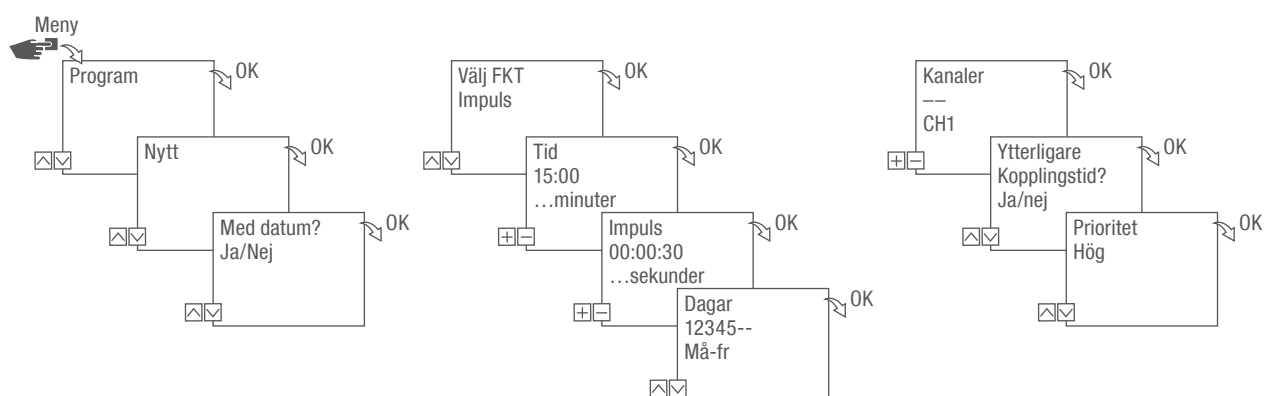 Meny
Program
OK
Nytt
OK
Med datum?
Ja/Nej
OK
Välj FKT
Impuls
OK
Tid
15:00
…minuter
OK
Impuls
00:00:30
…sekunder
OK
Dagar
12345--
Må-fr
OK
Kanaler
––
CH1
OK
Ytterligare
Kopplingstid?
Ja/nej
OK
Prioritet
Hög
OK